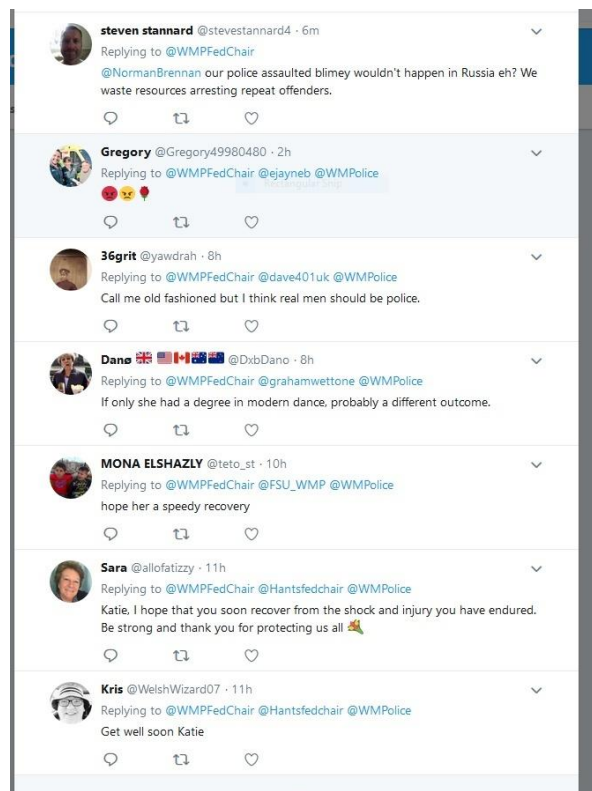 steven stannard @stevestannard4 · 6m
Replying to @WMPFedChair
@NormanBrennan our police assaulted blimey wouldn't happen in Russia eh? We
waste resources arresting repeat offenders.
Gregory @Gregory49980480 · 2h
Replying to @WMPFedChair @ejayneb @WMPolice
😡😠🌹
36grit @yawdrah · 8h
Replying to @WMPFedChair @dave401uk @WMPolice
Call me old fashioned but I think real men should be police.
Danø 🇬🇧 🇺🇸🇨🇦🇦🇺🇳🇿 @DxbDano · 8h
Replying to @WMPFedChair @grahamwettone @WMPolice
If only she had a degree in modern dance, probably a different outcome.
MONA ELSHAZLY @teto_st · 10h
Replying to @WMPFedChair @FSU_WMP @WMPolice
hope her a speedy recovery
Sara @allofatizzy · 11h
Replying to @WMPFedChair @Hantsfedchair @WMPolice
Katie, I hope that you soon recover from the shock and injury you have endured.
Be strong and thank you for protecting us all 💐
Kris @WelshWizard07 · 11h
Replying to @WMPFedChair @Hantsfedchair @WMPolice
Get well soon Katie